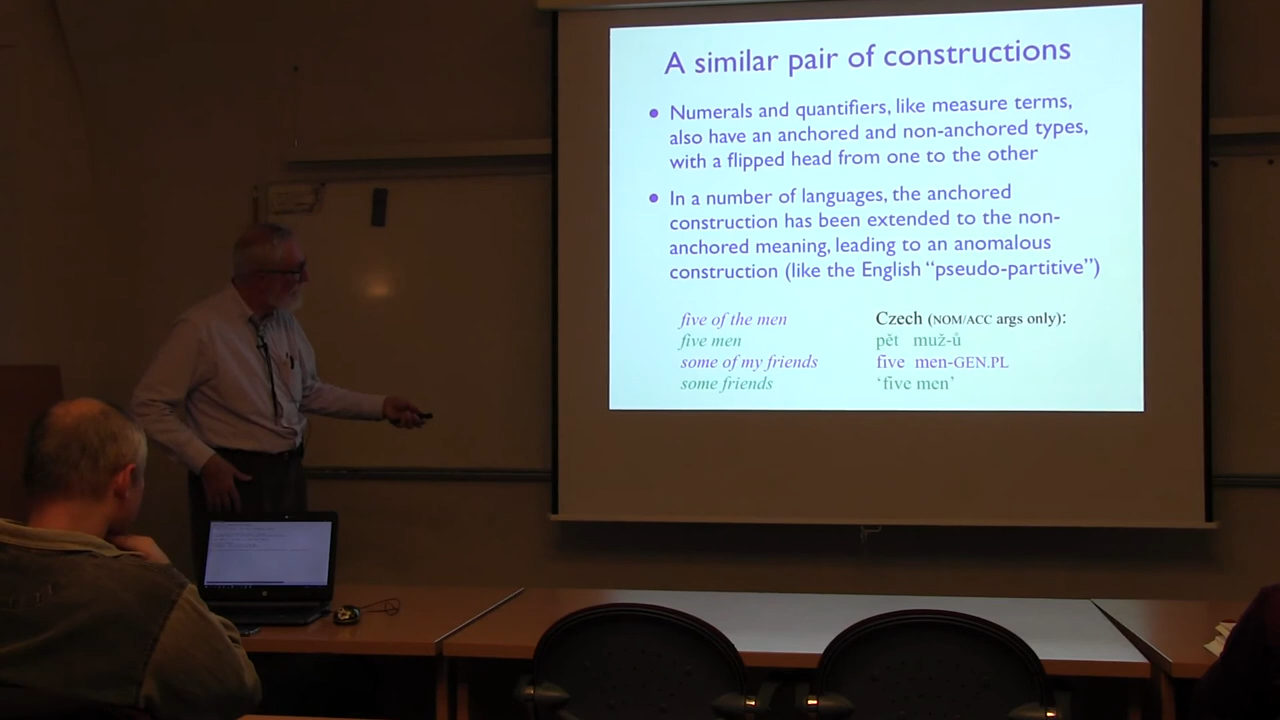 A similar pair of constructions
• Numerals and quantifiers, like measure terms,
also have an anchored and non-anchored types,
with a flipped head from one to the other
• In a number of languages, the anchored
construction has been extended to the non-
anchored meaning, leading to an anomalous
construction (like the English “pseudo-partitive”)
five of the men
five men
some of my friends
some friends
Czech (NOM/ACC args only):
pět muž-ů
five men-GEN.PL
‘five men’